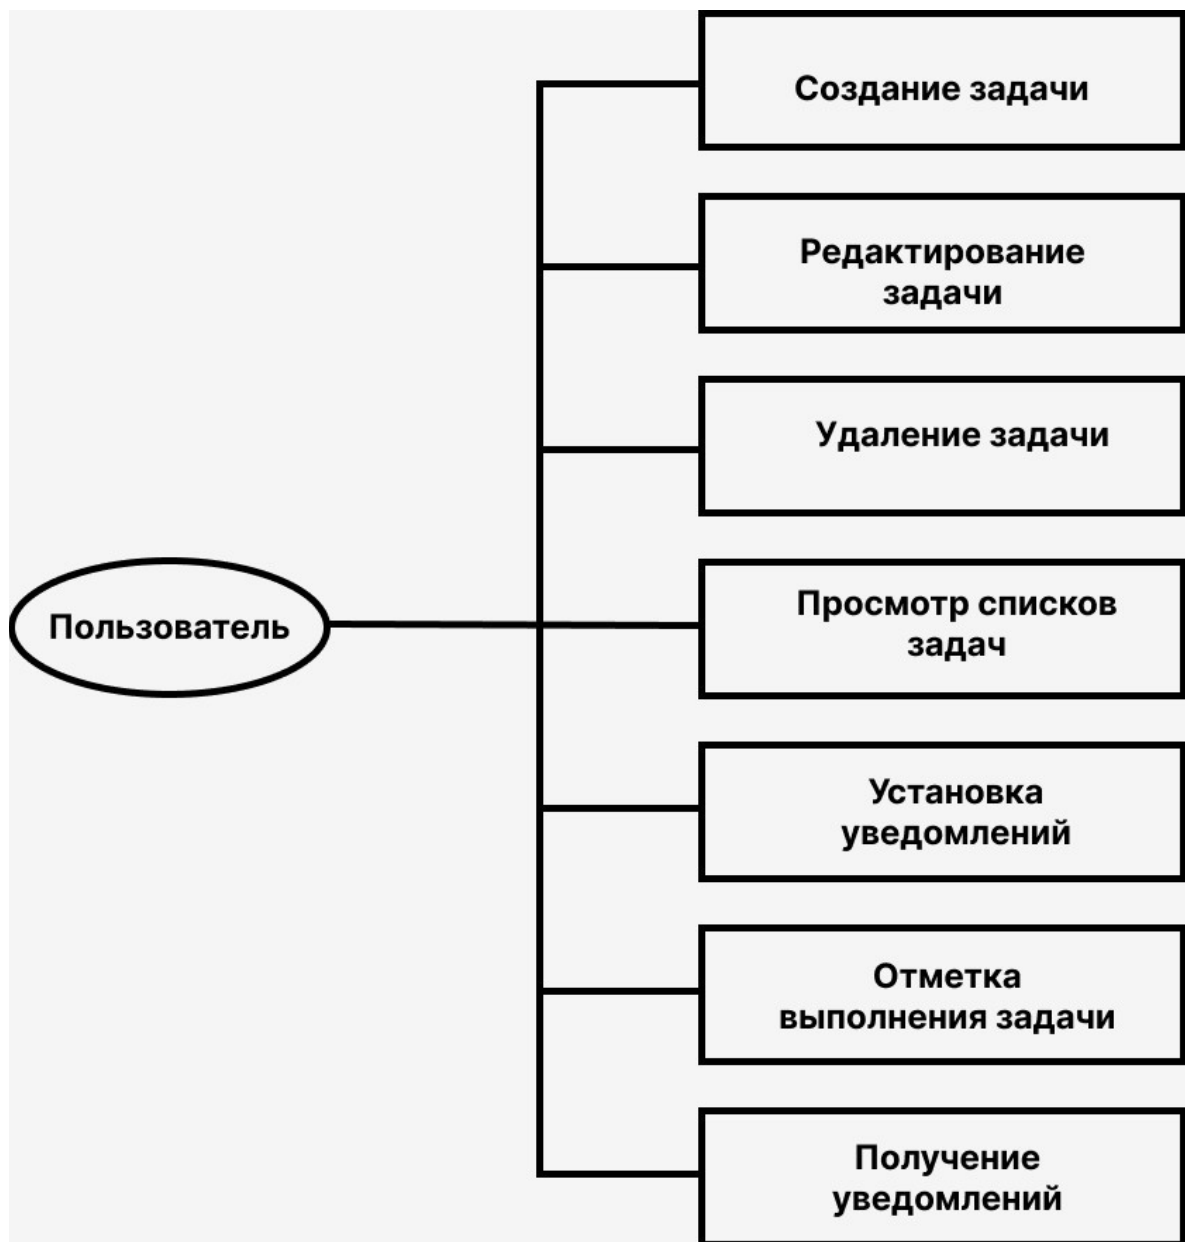 Создание задачи
Редактирование
задачи
Удаление задачи
Пользователь
Просмотр списков
задач
Установка
уведомлений
Отметка
выполнения задачи
Получение
уведомлений